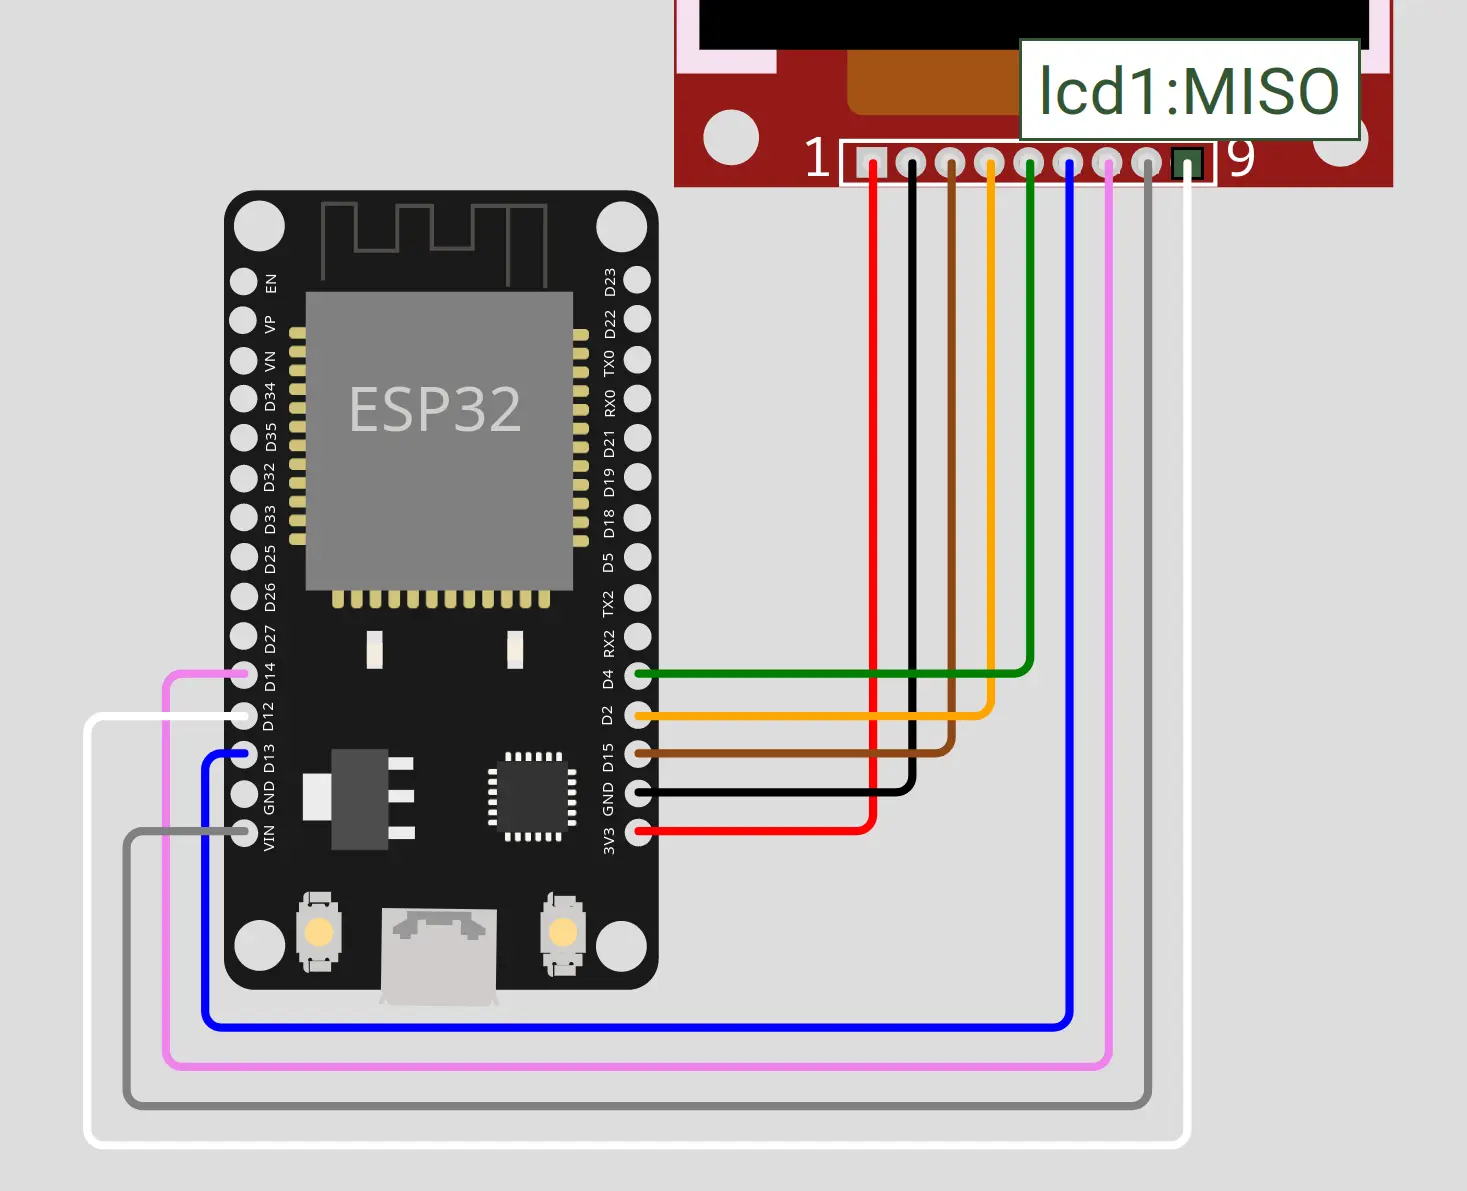 lcd1:MISO
1
9
ESP32
EN
VP
VN
D34
D35
D32
D33
D25
D26
D27
D14
D12
D13
GND
VIN
D23
D22
TX0
RX0
D21
D19
D18
D5
TX2
RX2
D4
D2
D15
GND
3V3